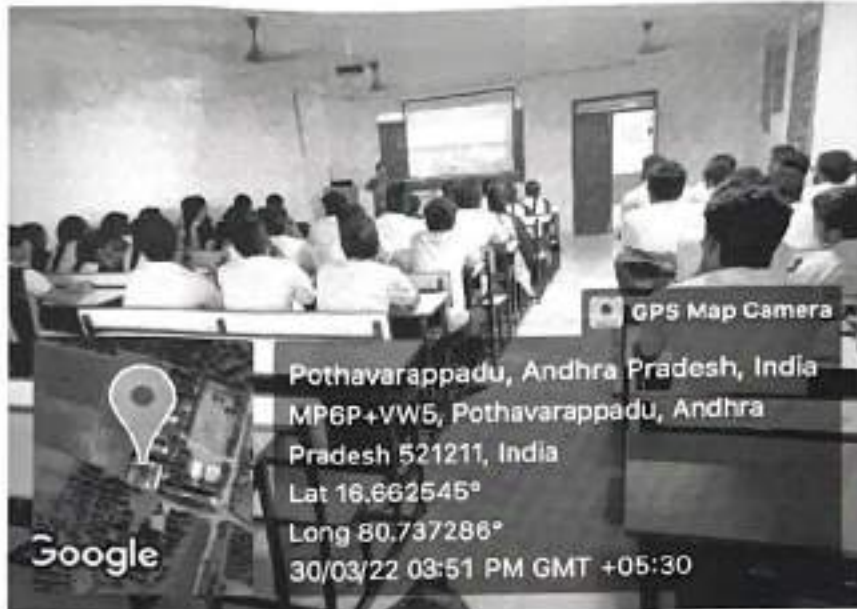 GPS Map Camera
Pothavarappadu, Andhra Pradesh, India
MP6P+VW5, Pothavarappadu, Andhra
Pradesh 521211, India
Lat 16.662545°
Long 80.737286°
30/03/22 03:51 PM GMT +05:30
Google